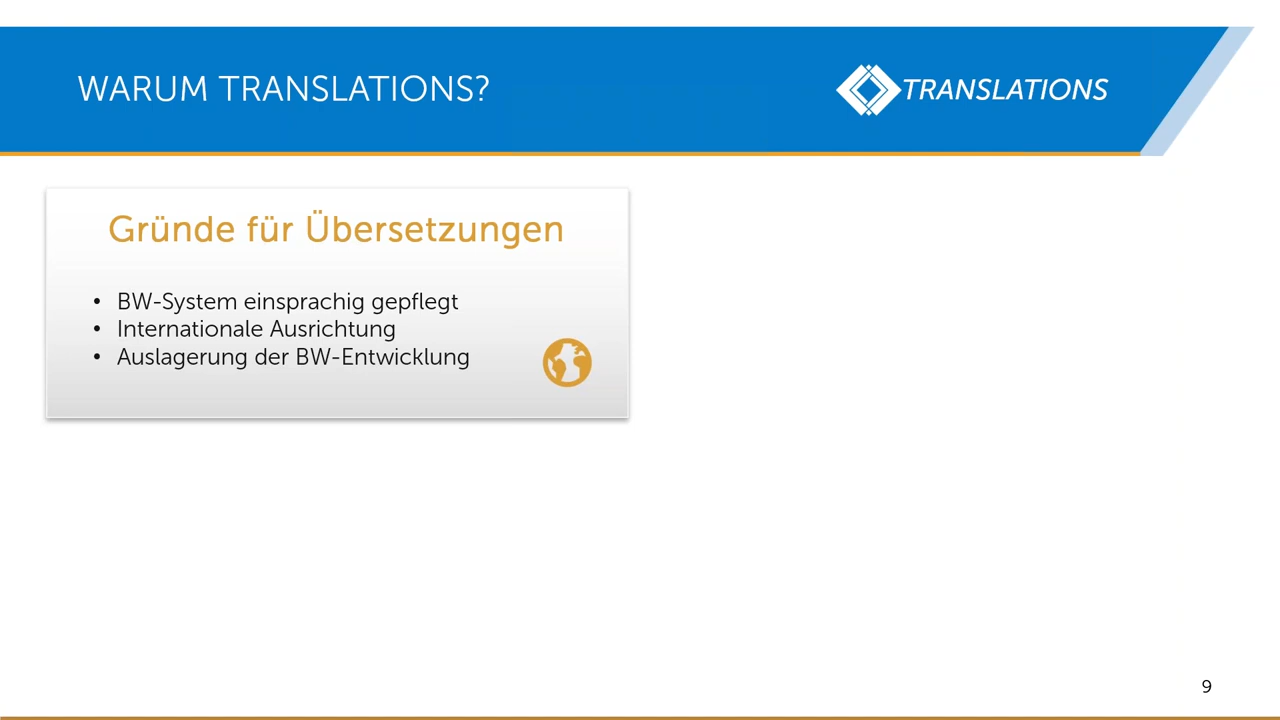 WARUM TRANSLATIONS?
TRANSLATIONS
Gründe für Übersetzungen
• BW-System einsprachig gepflegt
• Internationale Ausrichtung
• Auslagerung der BW-Entwicklung
9